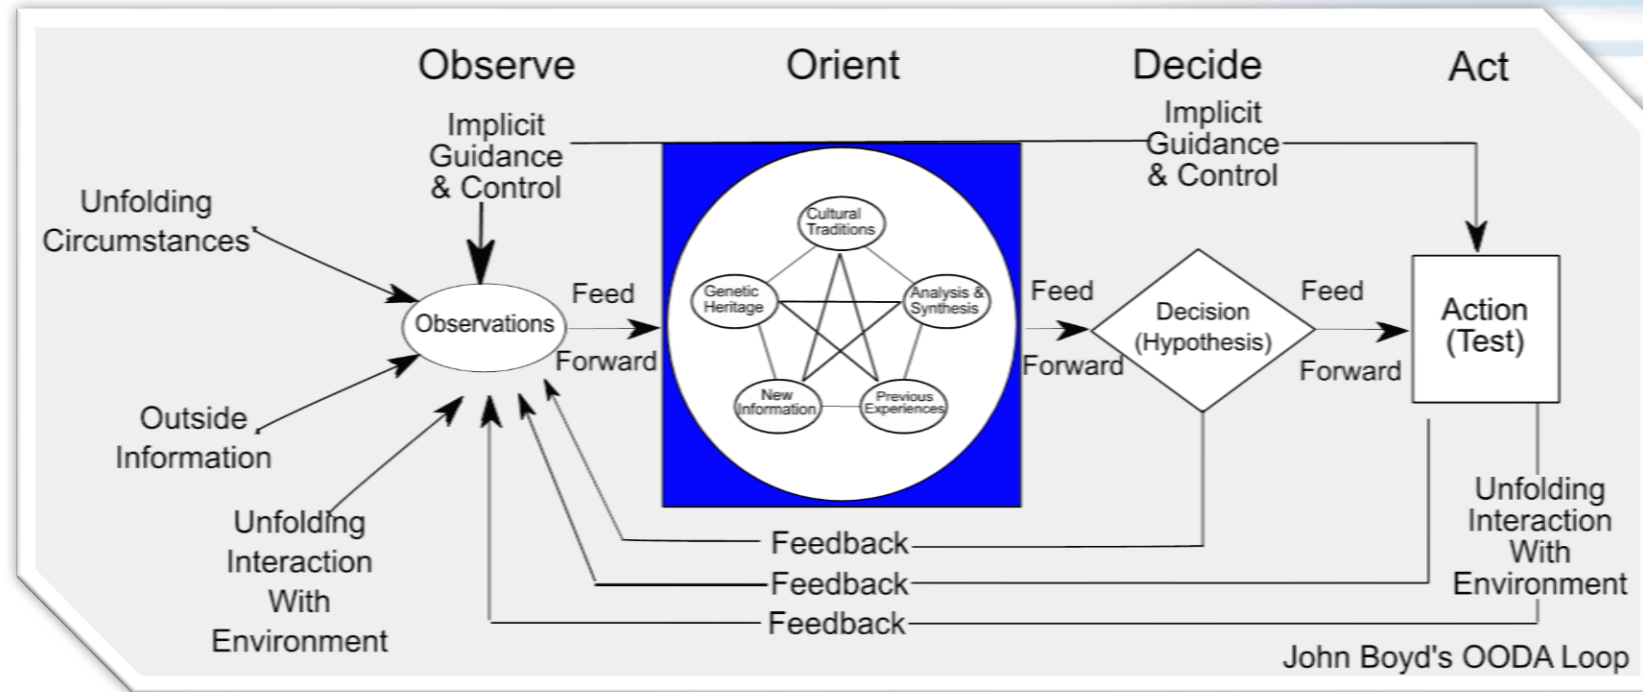 Observe
Orient
Decide
Act
Implicit
Guidance
& Control
Implicit
Guidance
& Control
Unfolding
Circumstances
Outside
Information
Unfolding
Interaction
With
Environment
Observations
Feed
Forward
Cultural
Traditions
Genetic
Heritage
Analysis &
Synthesis
New
Information
Previous
Experiences
Feed
Forward
Decision
(Hypothesis)
Feed
Forward
Action
(Test)
Unfolding
Interaction
With
Environment
Feedback
Feedback
Feedback
John Boyd's OODA Loop